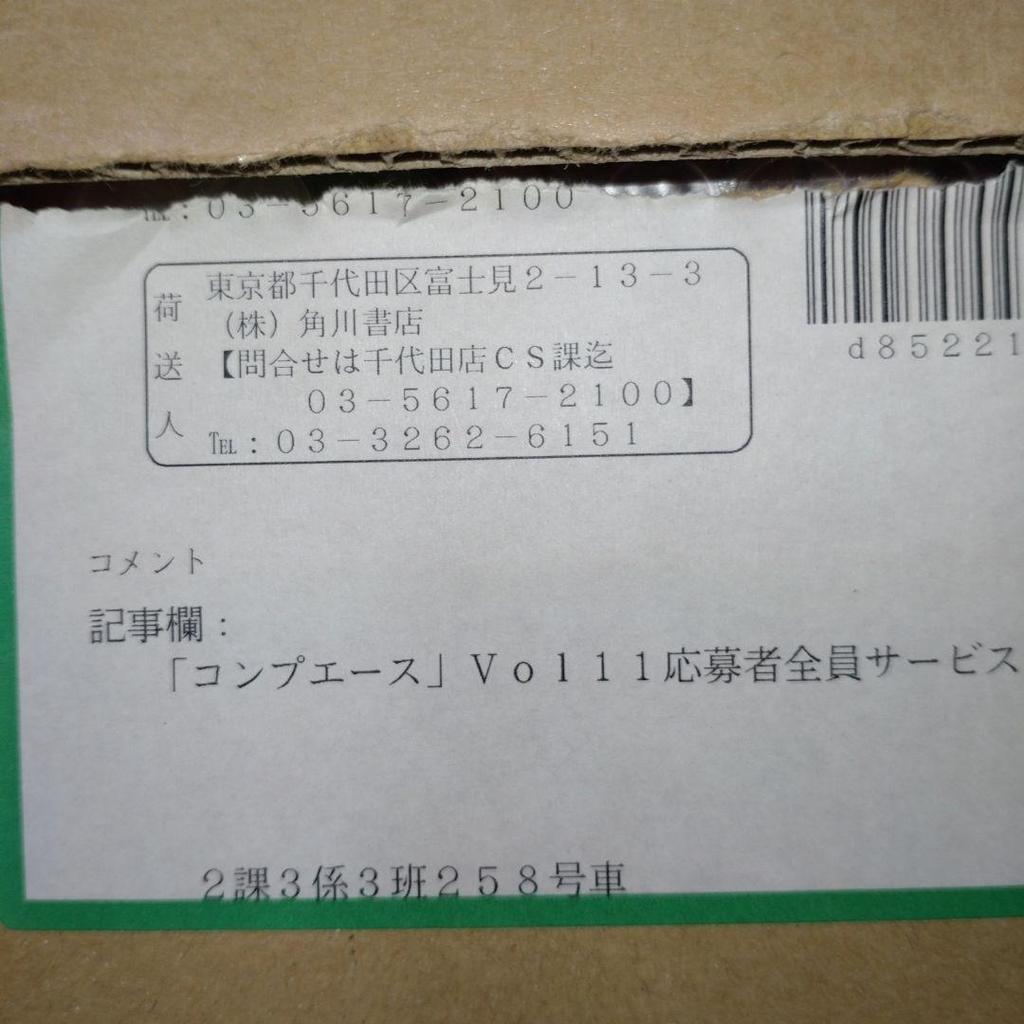 TEL：０３－５６１７－２１００
d８５２２１
荷送人
東京都千代田区富士見２－１３－３
（株）角川書店
【問合せは千代田店ＣＳ課迄
０３－５６１７－２１００】
TEL：０３－３２６２－６１５１
コメント
記事欄：
「コンプエース」Ｖｏｌ１１応募者全員サービス
２課３係３班２５８号車